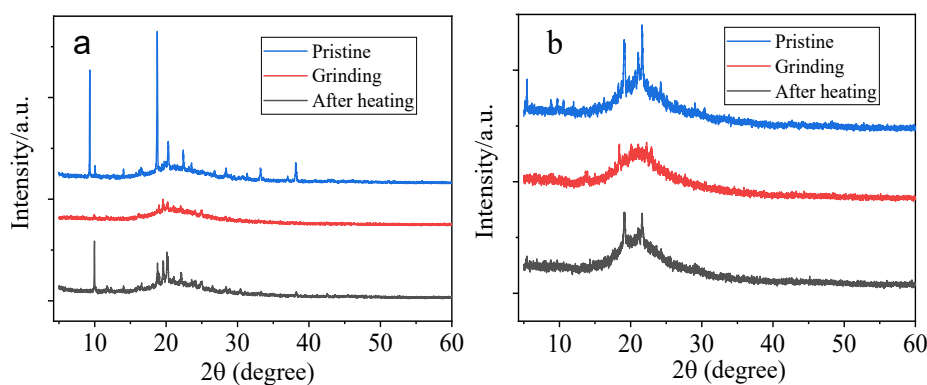 a
Pristine
Grinding
After heating
Intensity/a.u.
10 20 30 40 50 60
2θ (degree)
b
Pristine
Grinding
After heating
Intensity/a.u.
10 20 30 40 50 60
2θ (degree)